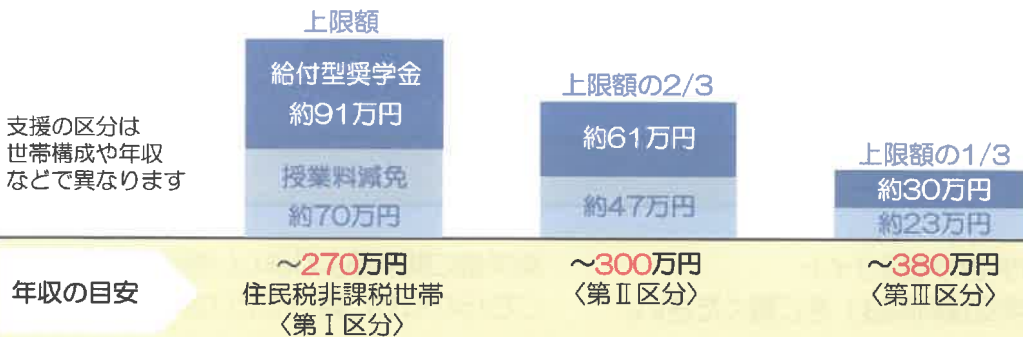 上限額
給付型奨学金
約91万円
授業料減免
約70万円
上限額の2/3
約61万円
約47万円
上限額の1/3
約30万円
約23万円
支援の区分は
世帯構成や年収
などで異なります
年収の目安
～270万円
住民税非課税世帯
〈第Ⅰ区分〉
～300万円
〈第Ⅱ区分〉
～380万円
〈第Ⅲ区分〉